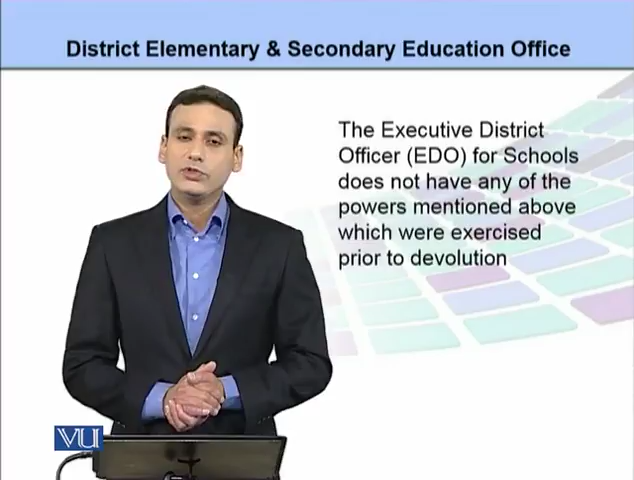 District Elementary & Secondary Education Office
The Executive District
Officer (EDO) for Schools
does not have any of the
powers mentioned above
which were exercised
prior to devolution
VU